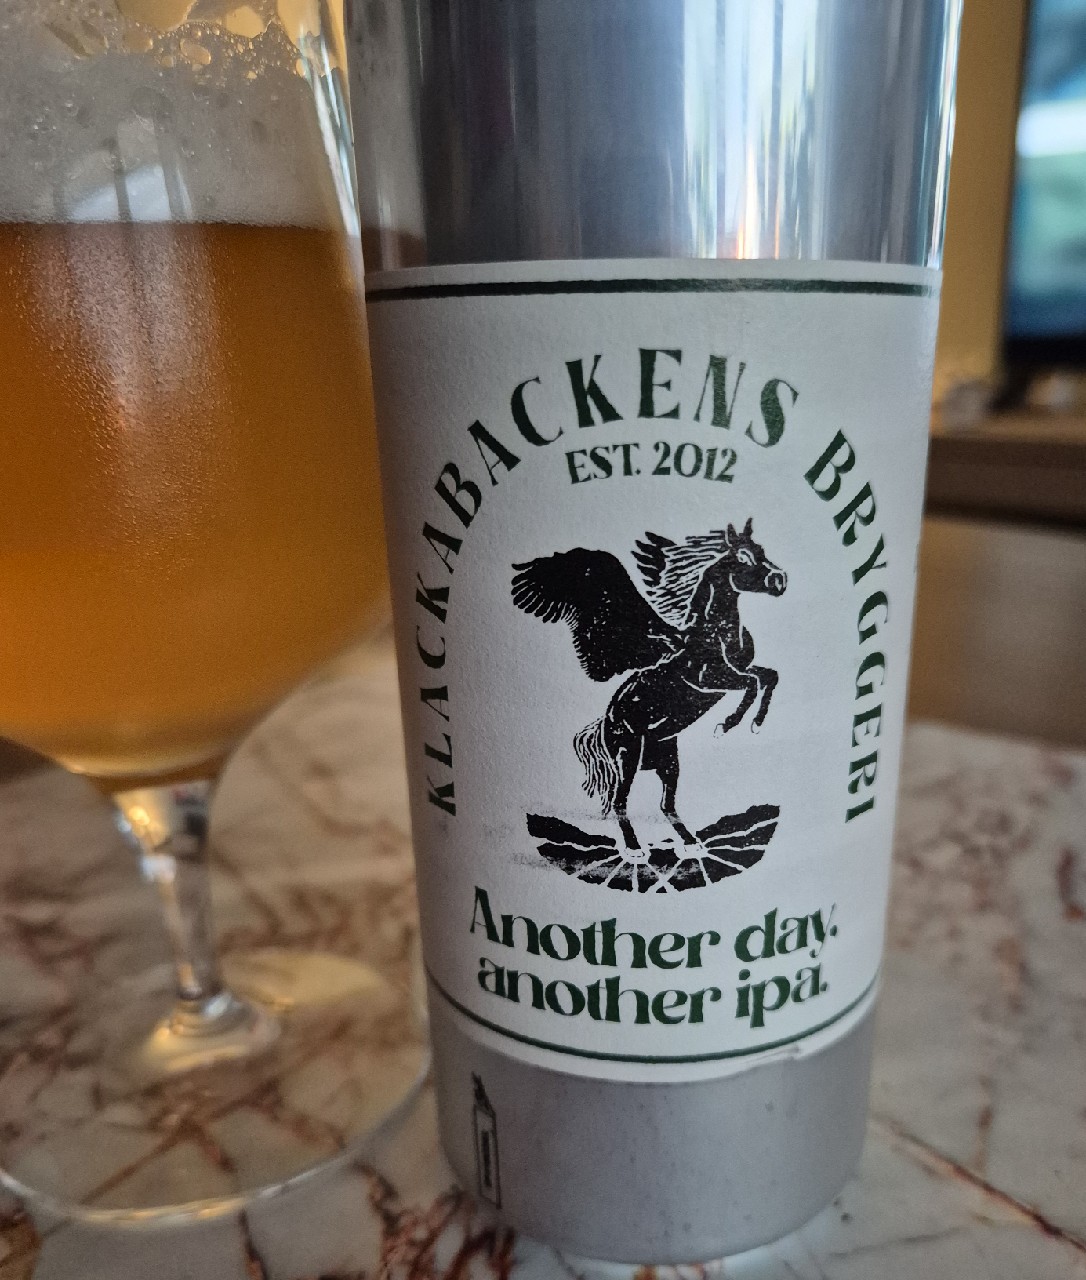 KLACKABACKENS BRYGGERI
EST. 2012
Another day.
another ipa.